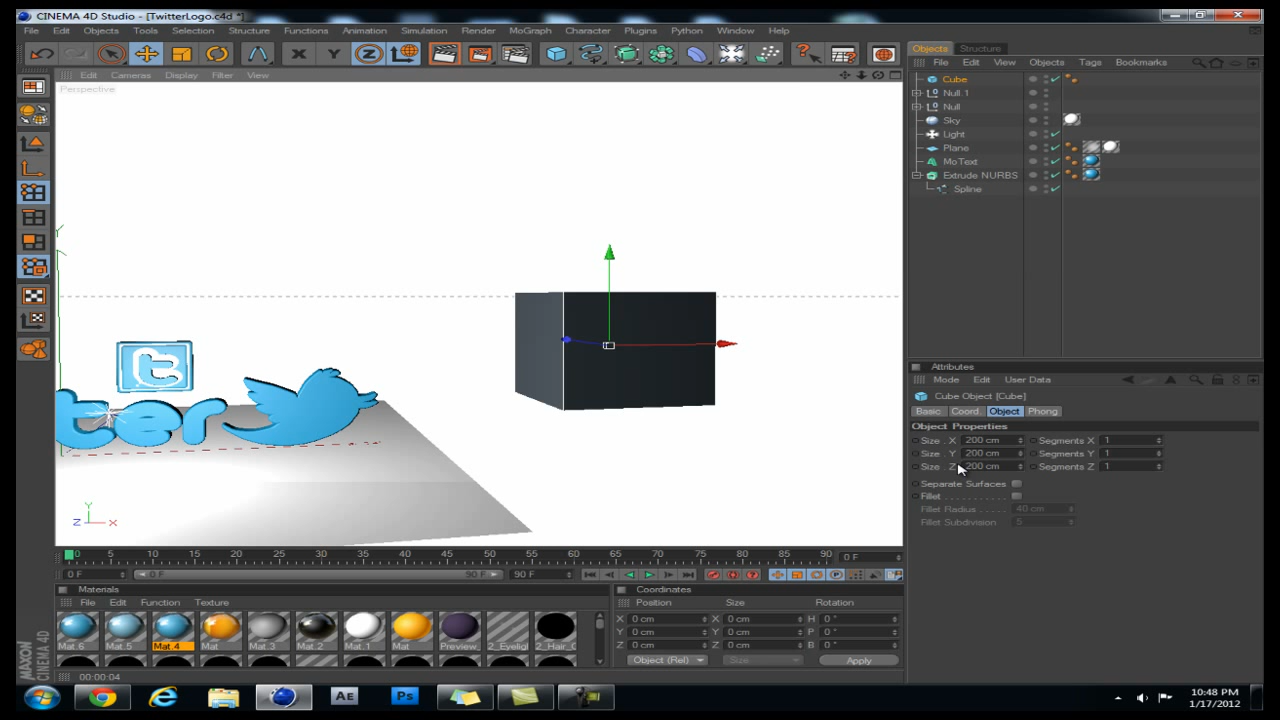 CINEMA 4D Studio - [TwitterLogo.c4d *]
File Edit Objects Tools Selection Structure Functions Animation Simulation Render MoGraph Character Plugins Python Window Help
X Y Z
Edit Cameras Display Filter View
Perspective
ter
Y
Z X
0 5 10 15 20 25 30 35 40 45 50 55 60 65 70 75 80 85 90 0 F
0 F 0 F 90 F 90 F
Materials
File Edit Function Texture
Mat.6 Mat.5 Mat.4 Mat Mat.3 Mat.2 Mat.1 Mat Preview_ 2_Eyeligl 2_Hair_C
Coordinates
Position Size Rotation
X 0 cm X 0 cm H 0 °
Y 0 cm Y 0 cm P 0 °
Z 0 cm Z 0 cm B 0 °
Object (Rel) Size Apply
00:00:04
MAXON
CINEMA 4D
Objects Structure
File Edit View Objects Tags Bookmarks
Cube
Null.1
Null
Sky
Light
Plane
MoText
Extrude NURBS
Spline
Attributes
Mode Edit User Data
Cube Object [Cube]
Basic Coord. Object Phong
Object Properties
Size . X 200 cm Segments X 1
Size . Y 200 cm Segments Y 1
Size . Z 200 cm Segments Z 1
Separate Surfaces
Fillet . . . . . . . . . . .
Fillet Radius . . . . . 40 cm
Fillet Subdivision 5
Ae Ps
10:48 PM
1/17/2012